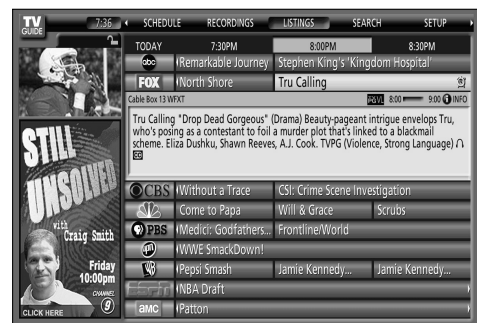 TV GUIDE 7:36 SCHEDULE RECORDINGS LISTINGS SEARCH SETUP
TODAY 7:30PM 8:00PM 8:30PM
abc Remarkable Journey Stephen King's 'Kingdom Hospital'
FOX North Shore Tru Calling
Cable Box 13 WFXT 8:00 9:00 INFO
Tru Calling "Drop Dead Gorgeous" (Drama) Beauty-pageant intrigue envelops Tru,
who's posing as a contestant to foil a murder plot that's linked to a blackmail
scheme. Eliza Dushku, Shawn Reeves, A.J. Cook. TVPG (Violence, Strong Language)
CC
CBS Without a Trace CSI: Crime Scene Investigation
Come to Papa Will & Grace Scrubs
PBS Medici: Godfathers... Frontline/World
upn WWE SmackDown!
WB Pepsi Smash Jamie Kennedy... Jamie Kennedy...
ESPN NBA Draft
amc Patton
STILL
UNSOLVED
with
Craig Smith
Friday
10:00pm
CHANNEL
9
CLICK HERE